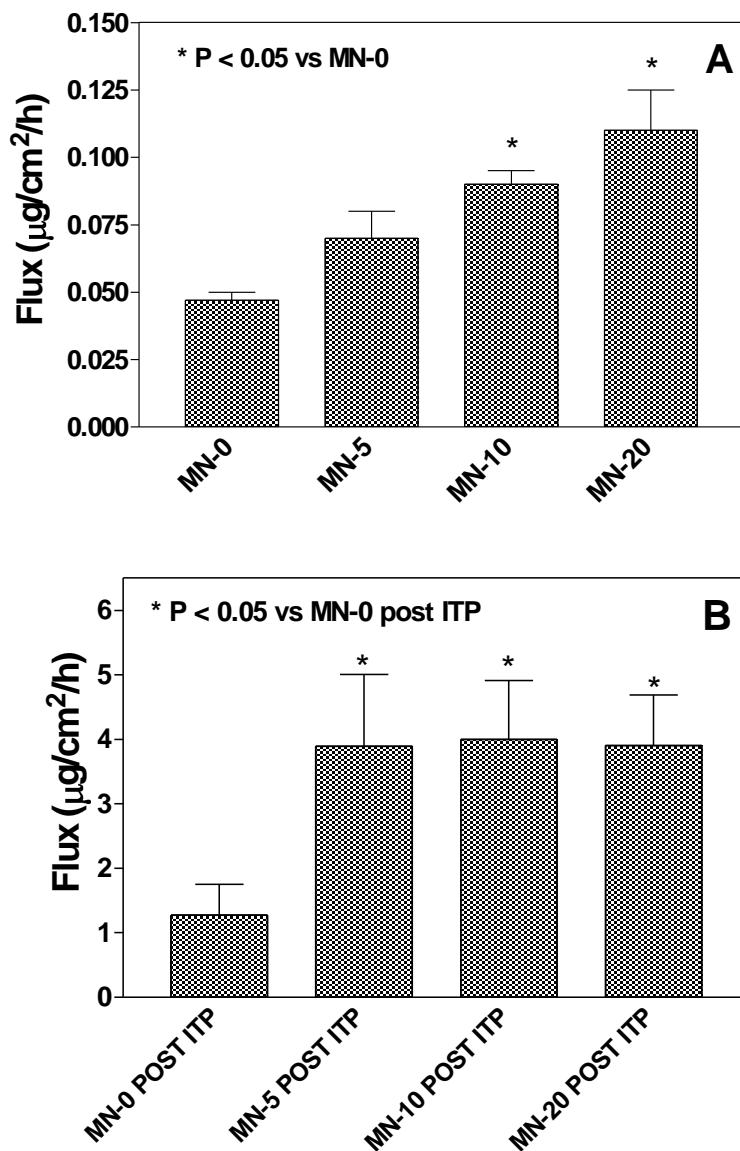 0.150
* P < 0.05 vs MN-0
A
0.125
*
0.100
*
0.075
0.050
0.025
0.000
Flux (μg/cm²/h)
MN-0
MN-5
MN-10
MN-20
6
* P < 0.05 vs MN-0 post ITP
B
5
*
*
*
4
3
2
1
0
Flux (μg/cm²/h)
MN-0 POST ITP
MN-5 POST ITP
MN-10 POST ITP
MN-20 POST ITP